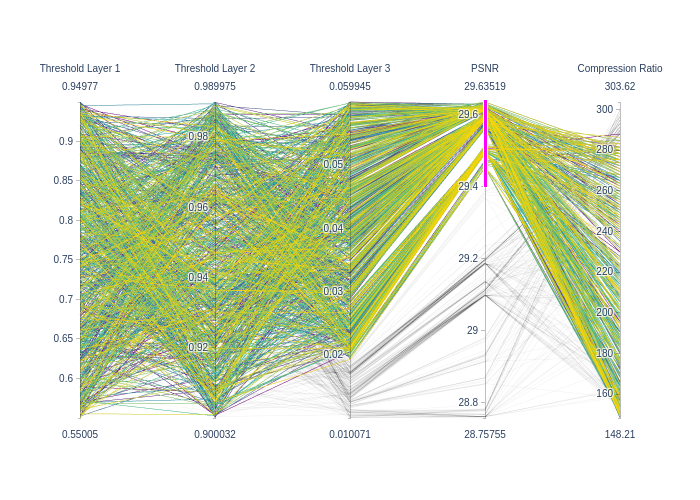 Threshold Layer 1 Threshold Layer 2 Threshold Layer 3 PSNR Compression Ratio
0.94977 0.989975 0.059945 29.63519 303.62
0.9 0.85 0.8 0.75 0.7 0.65 0.6
0.98 0.96 0.94 0.92
0.05 0.04 0.03 0.02
29.6 29.4 29.2 29 28.8
300 280 260 240 220 200 180 160
0.55005 0.900032 0.010071 28.75755 148.21